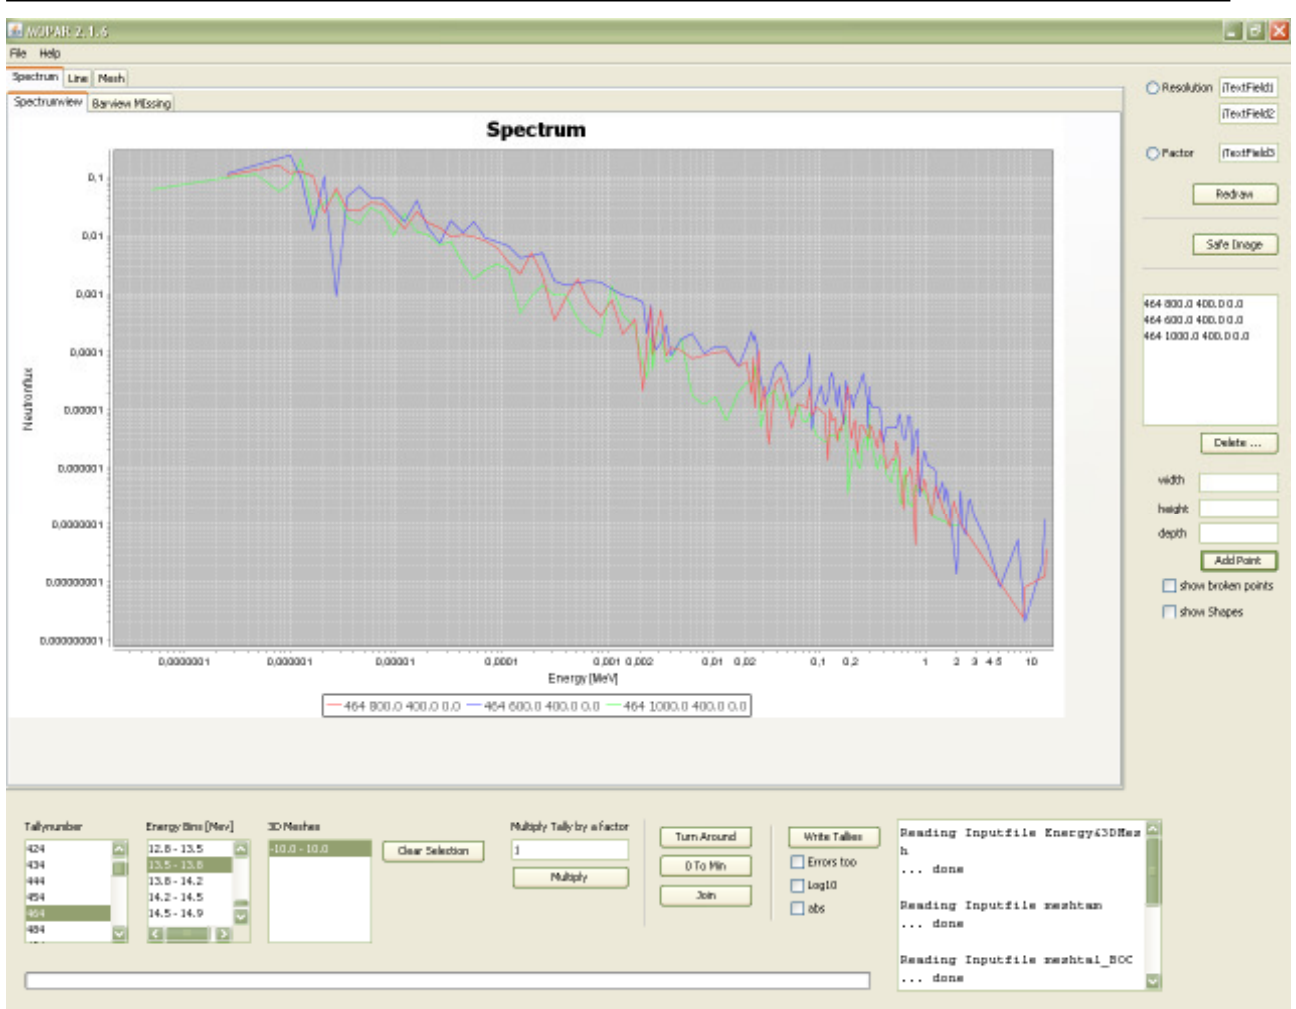 MOPAR 2.1.6
File Help
Spectrum Line Mesh
Spectrumview Barview MIssing
Spectrum
0,1
0,01
0,001
0,0001
0,00001
0,000001
0,0000001
0,00000001
0,000000001
Neutronflux
0,0000001 0,000001 0,00001 0,0001 0,001 0,002 0,01 0,02 0,1 0,2 1 2 3 4 5 10
Energy [MeV]
464 800.0 400.0 0.0 464 600.0 400.0 0.0 464 1000.0 400.0 0.0
Resolution jTextField1
jTextField2
Factor jTextField3
Redraw
Safe Image
464 800.0 400.0 0.0
464 600.0 400.0 0.0
464 1000.0 400.0 0.0
Delete ...
width
height
depth
Add Point
show broken points
show Shapes
Tallynumber
424
434
444
454
464
484
Energy Bins [Mev]
12.8 - 13.5
13.5 - 13.8
13.8 - 14.2
14.2 - 14.5
14.5 - 14.9
3D Meshes
-10.0 - 10.0
Clear Selection
Multiply Tally by a factor
1
Multiply
Turn Around
0 To Min
Join
Write Tallies
Errors too
Log10
abs
Reading Inputfile Energy&3DMes
h
... done
Reading Inputfile meshtam
... done
Reading Inputfile meshtal_BOC
... done